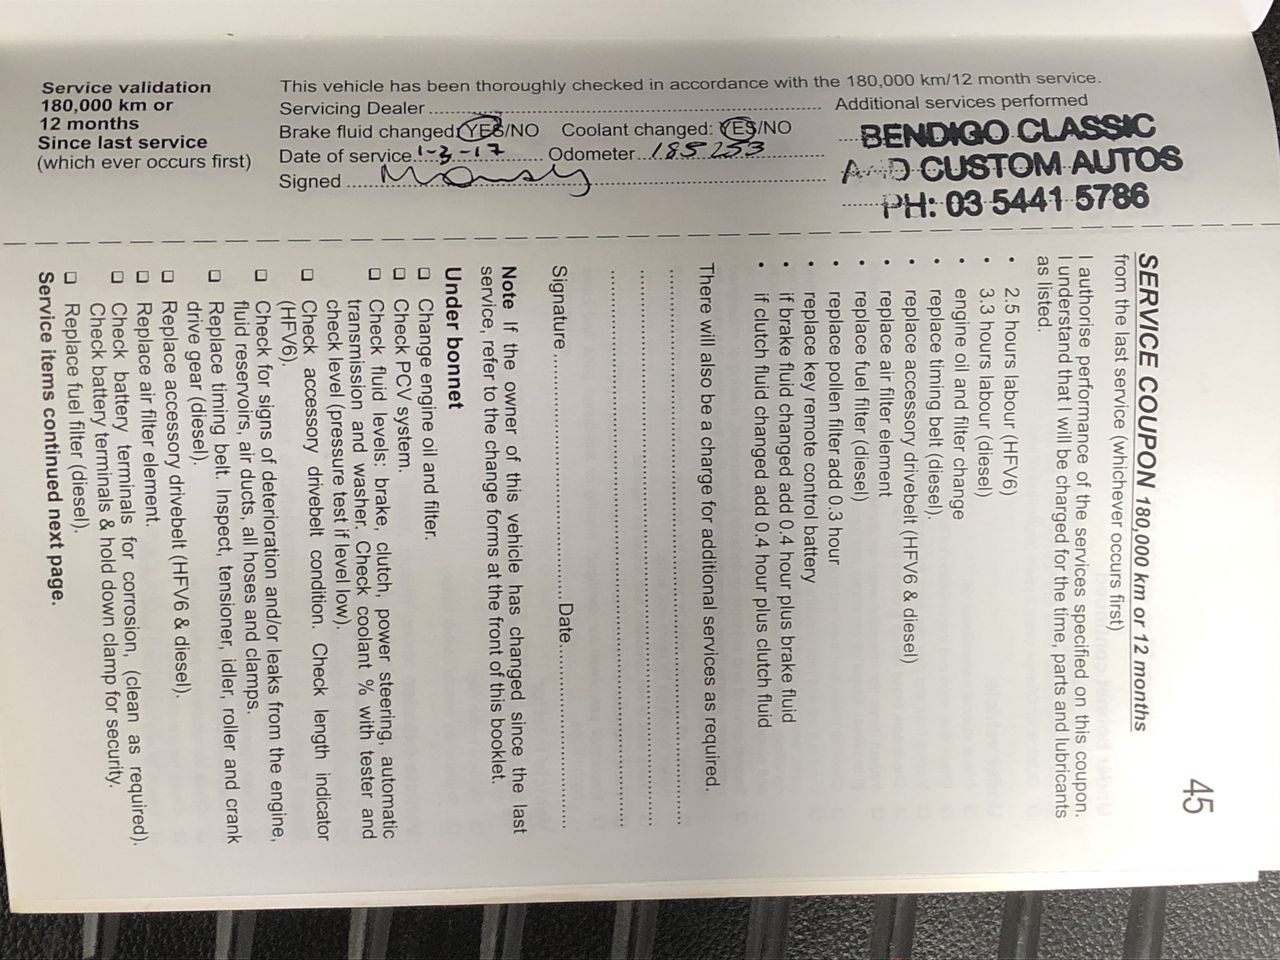 Service validation
180,000 km or
12 months
Since last service
(which ever occurs first)
This vehicle has been thoroughly checked in accordance with the 180,000 km/12 month service.
Servicing Dealer
Brake fluid changed: YES/NO Coolant changed: YES/NO
Date of service 1-3-17 Odometer 185253
Signed
Additional services performed
BENDIGO CLASSIC
AND CUSTOM AUTOS
PH: 03 5441 5786
45
SERVICE COUPON 180,000 km or 12 months
from the last service (whichever occurs first)
I authorise performance of the services specified on this coupon.
I understand that I will be charged for the time, parts and lubricants
as listed.
• 2.5 hours labour (HFV6)
• 3.3 hours labour (diesel)
• engine oil and filter change
• replace timing belt (diesel).
• replace accessory drivebelt (HFV6 & diesel)
• replace air filter element
• replace fuel filter (diesel)
• replace pollen filter add 0.3 hour
• replace key remote control battery
• if brake fluid changed add 0.4 hour plus brake fluid
• if clutch fluid changed add 0.4 hour plus clutch fluid
There will also be a charge for additional services as required.
Signature Date
Note If the owner of this vehicle has changed since the last
service, refer to the change forms at the front of this booklet.
Under bonnet
❑ Change engine oil and filter.
❑ Check PCV system.
❑ Check fluid levels: brake, clutch, power steering, automatic
transmission and washer. Check coolant % with tester and
check level (pressure test if level low).
❑ Check accessory drivebelt condition. Check length indicator
(HFV6).
❑ Check for signs of deterioration and/or leaks from the engine,
fluid reservoirs, air ducts, all hoses and clamps.
❑ Replace timing belt. Inspect, tensioner, idler, roller and crank
drive gear (diesel).
❑ Replace accessory drivebelt (HFV6 & diesel).
❑ Replace air filter element.
❑ Check battery terminals for corrosion, (clean as required).
Check battery terminals & hold down clamp for security.
❑ Replace fuel filter (diesel).
Service items continued next page.